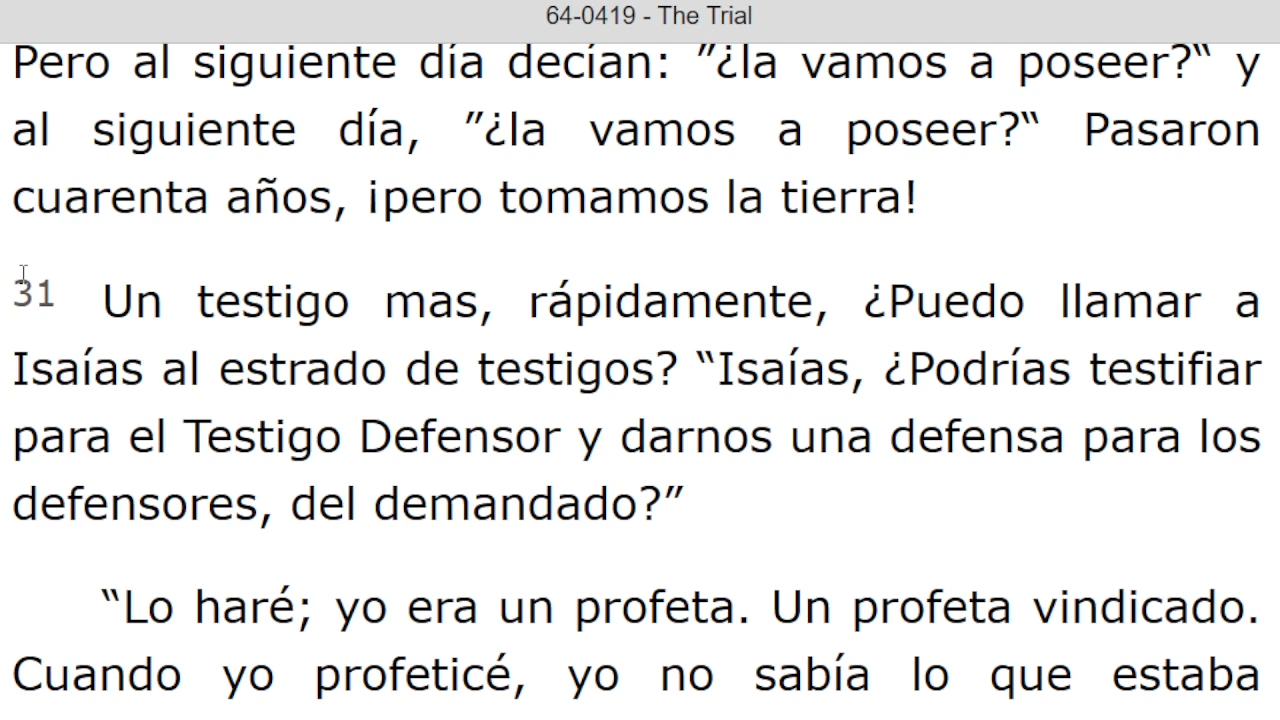 64-0419 - The Trial
Pero al siguiente día decían: ”¿la vamos a poseer?“ y
al siguiente día, ”¿la vamos a poseer?“ Pasaron
cuarenta años, ¡pero tomamos la tierra!
31 Un testigo mas, rápidamente, ¿Puedo llamar a
Isaías al estrado de testigos? “Isaías, ¿Podrías testifiar
para el Testigo Defensor y darnos una defensa para los
defensores, del demandado?”
“Lo haré; yo era un profeta. Un profeta vindicado.
Cuando yo profeticé, yo no sabía lo que estaba